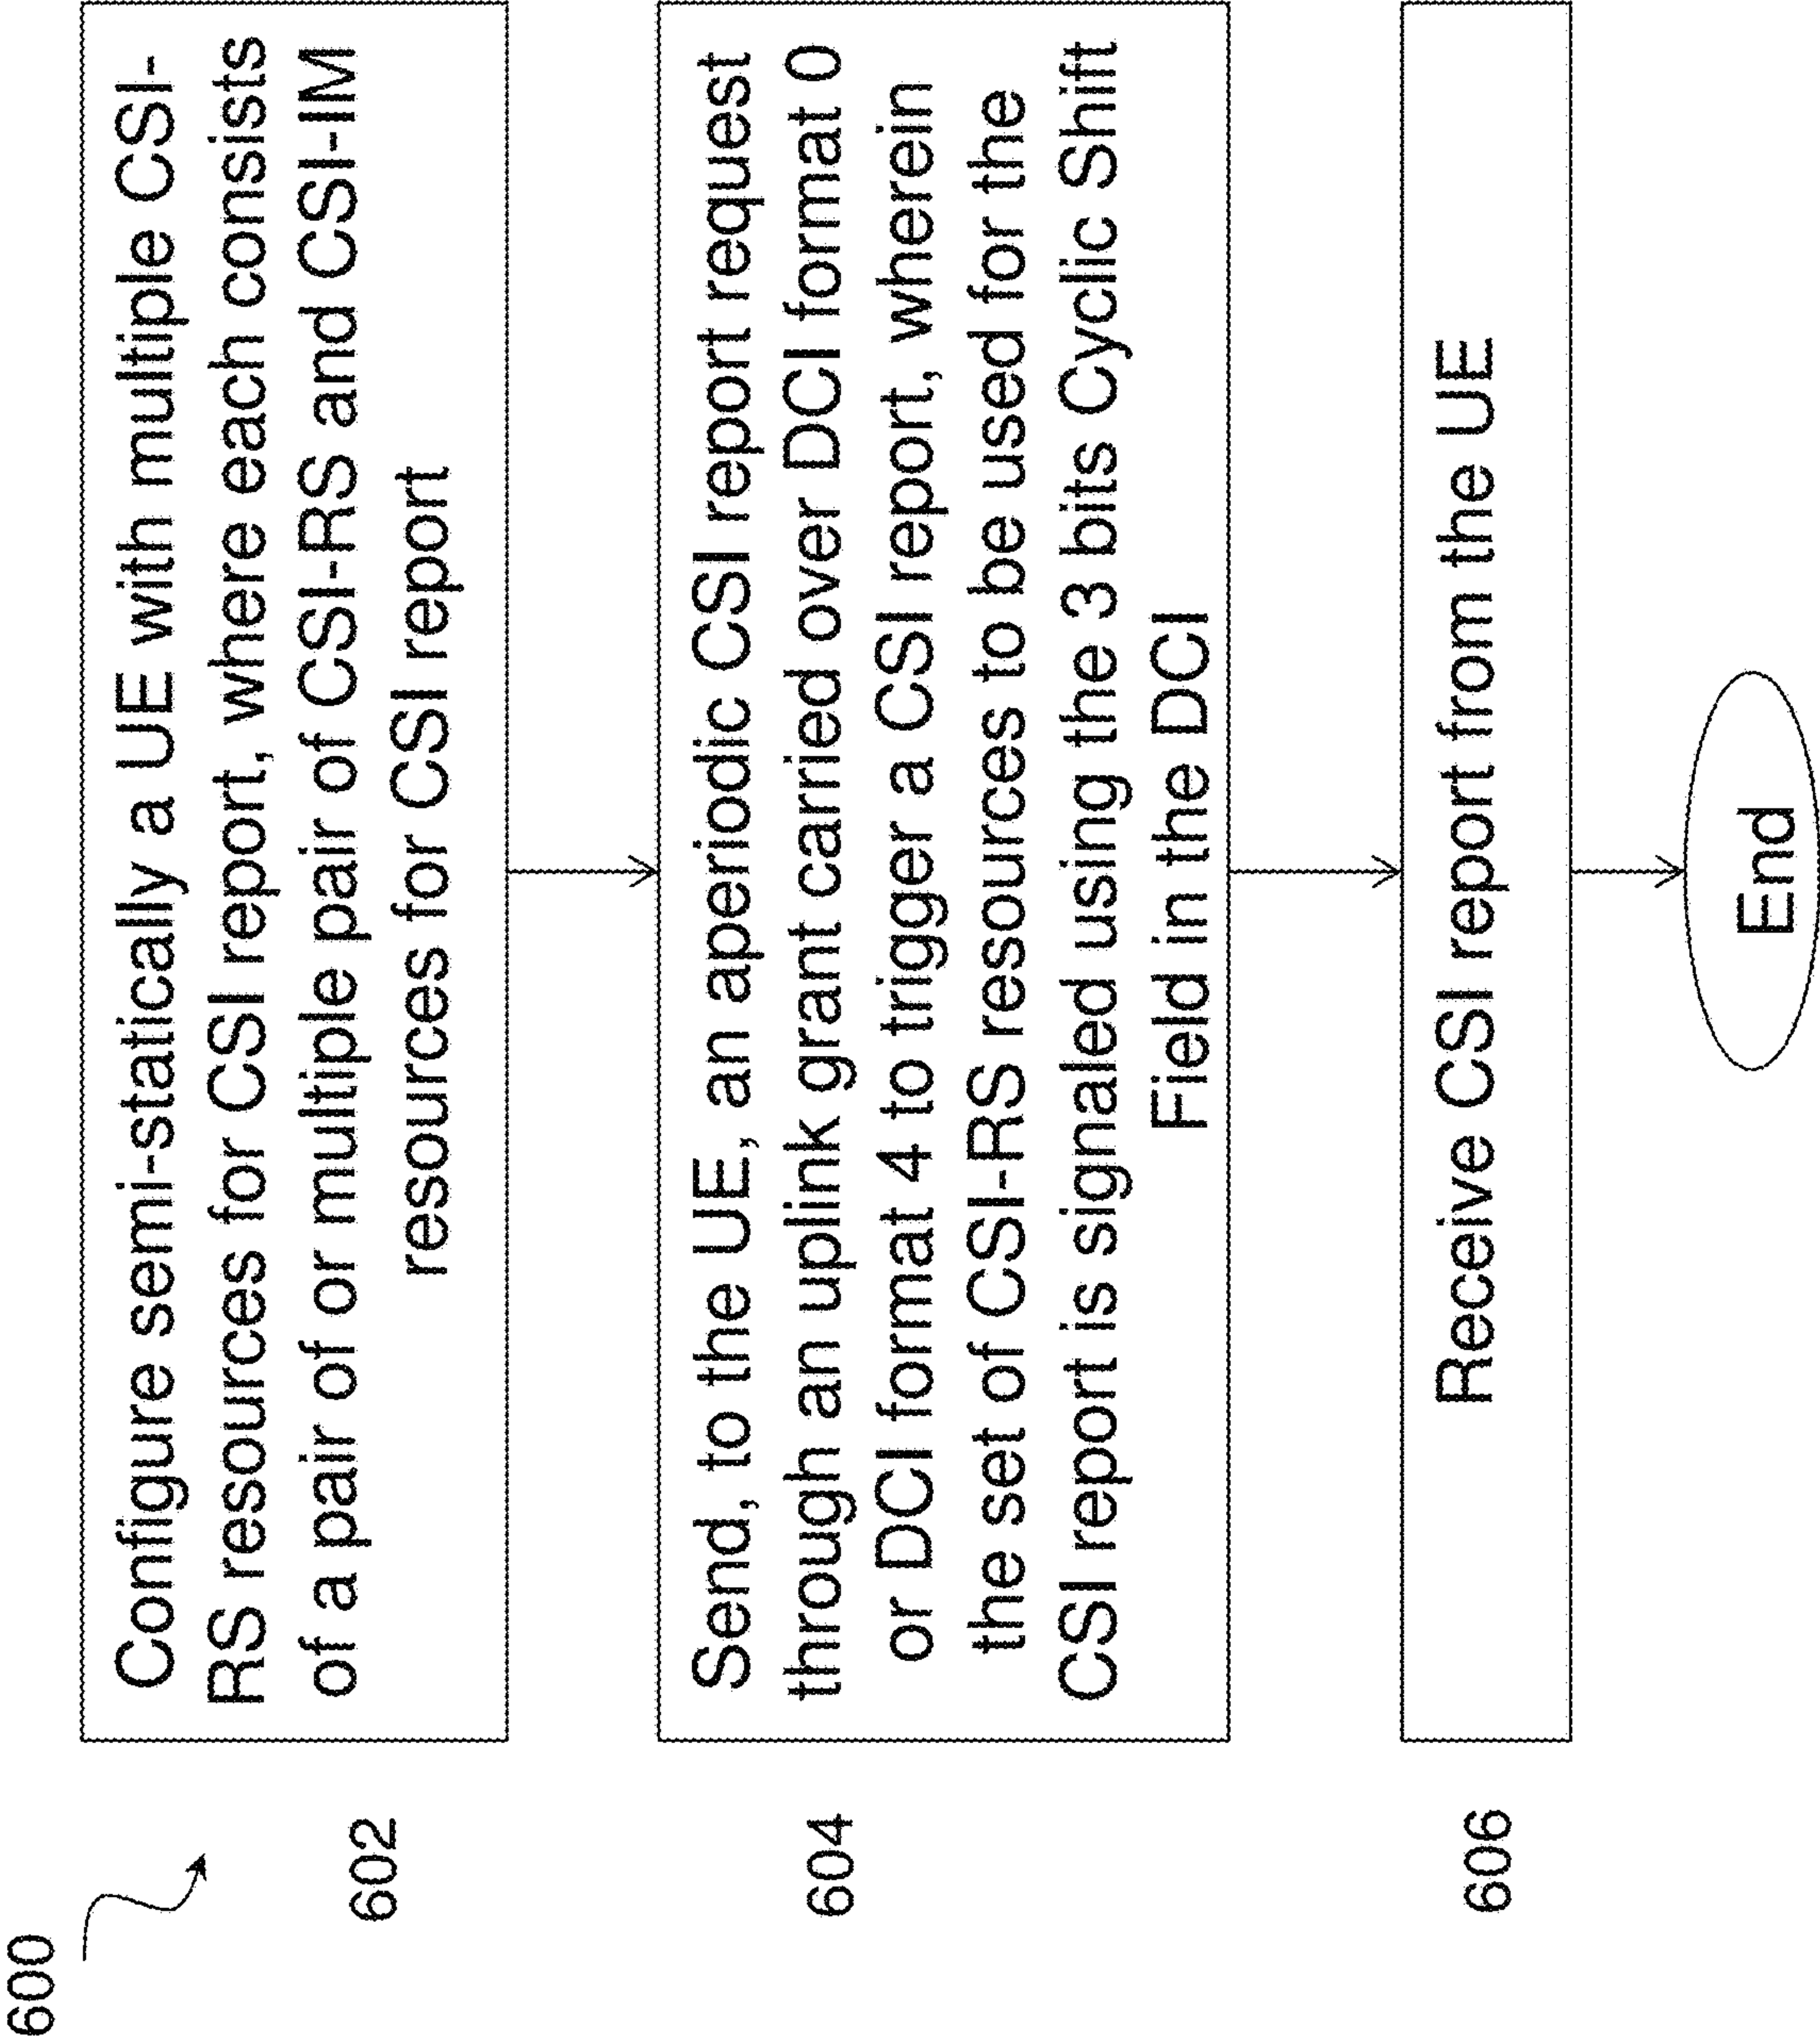 600
602
Configure semi-statically a UE with multiple CSI-
RS resources for CSI report, where each consists
of a pair of or multiple pair of CSI-RS and CSI-IM
resources for CSI report
604
Send, to the UE, an aperiodic CSI report request
through an uplink grant carried over DCI format 0
or DCI format 4 to trigger a CSI report, wherein
the set of CSI-RS resources to be used for the
CSI report is signaled using the 3 bits Cyclic Shift
Field in the DCI
606
Receive CSI report from the UE
End